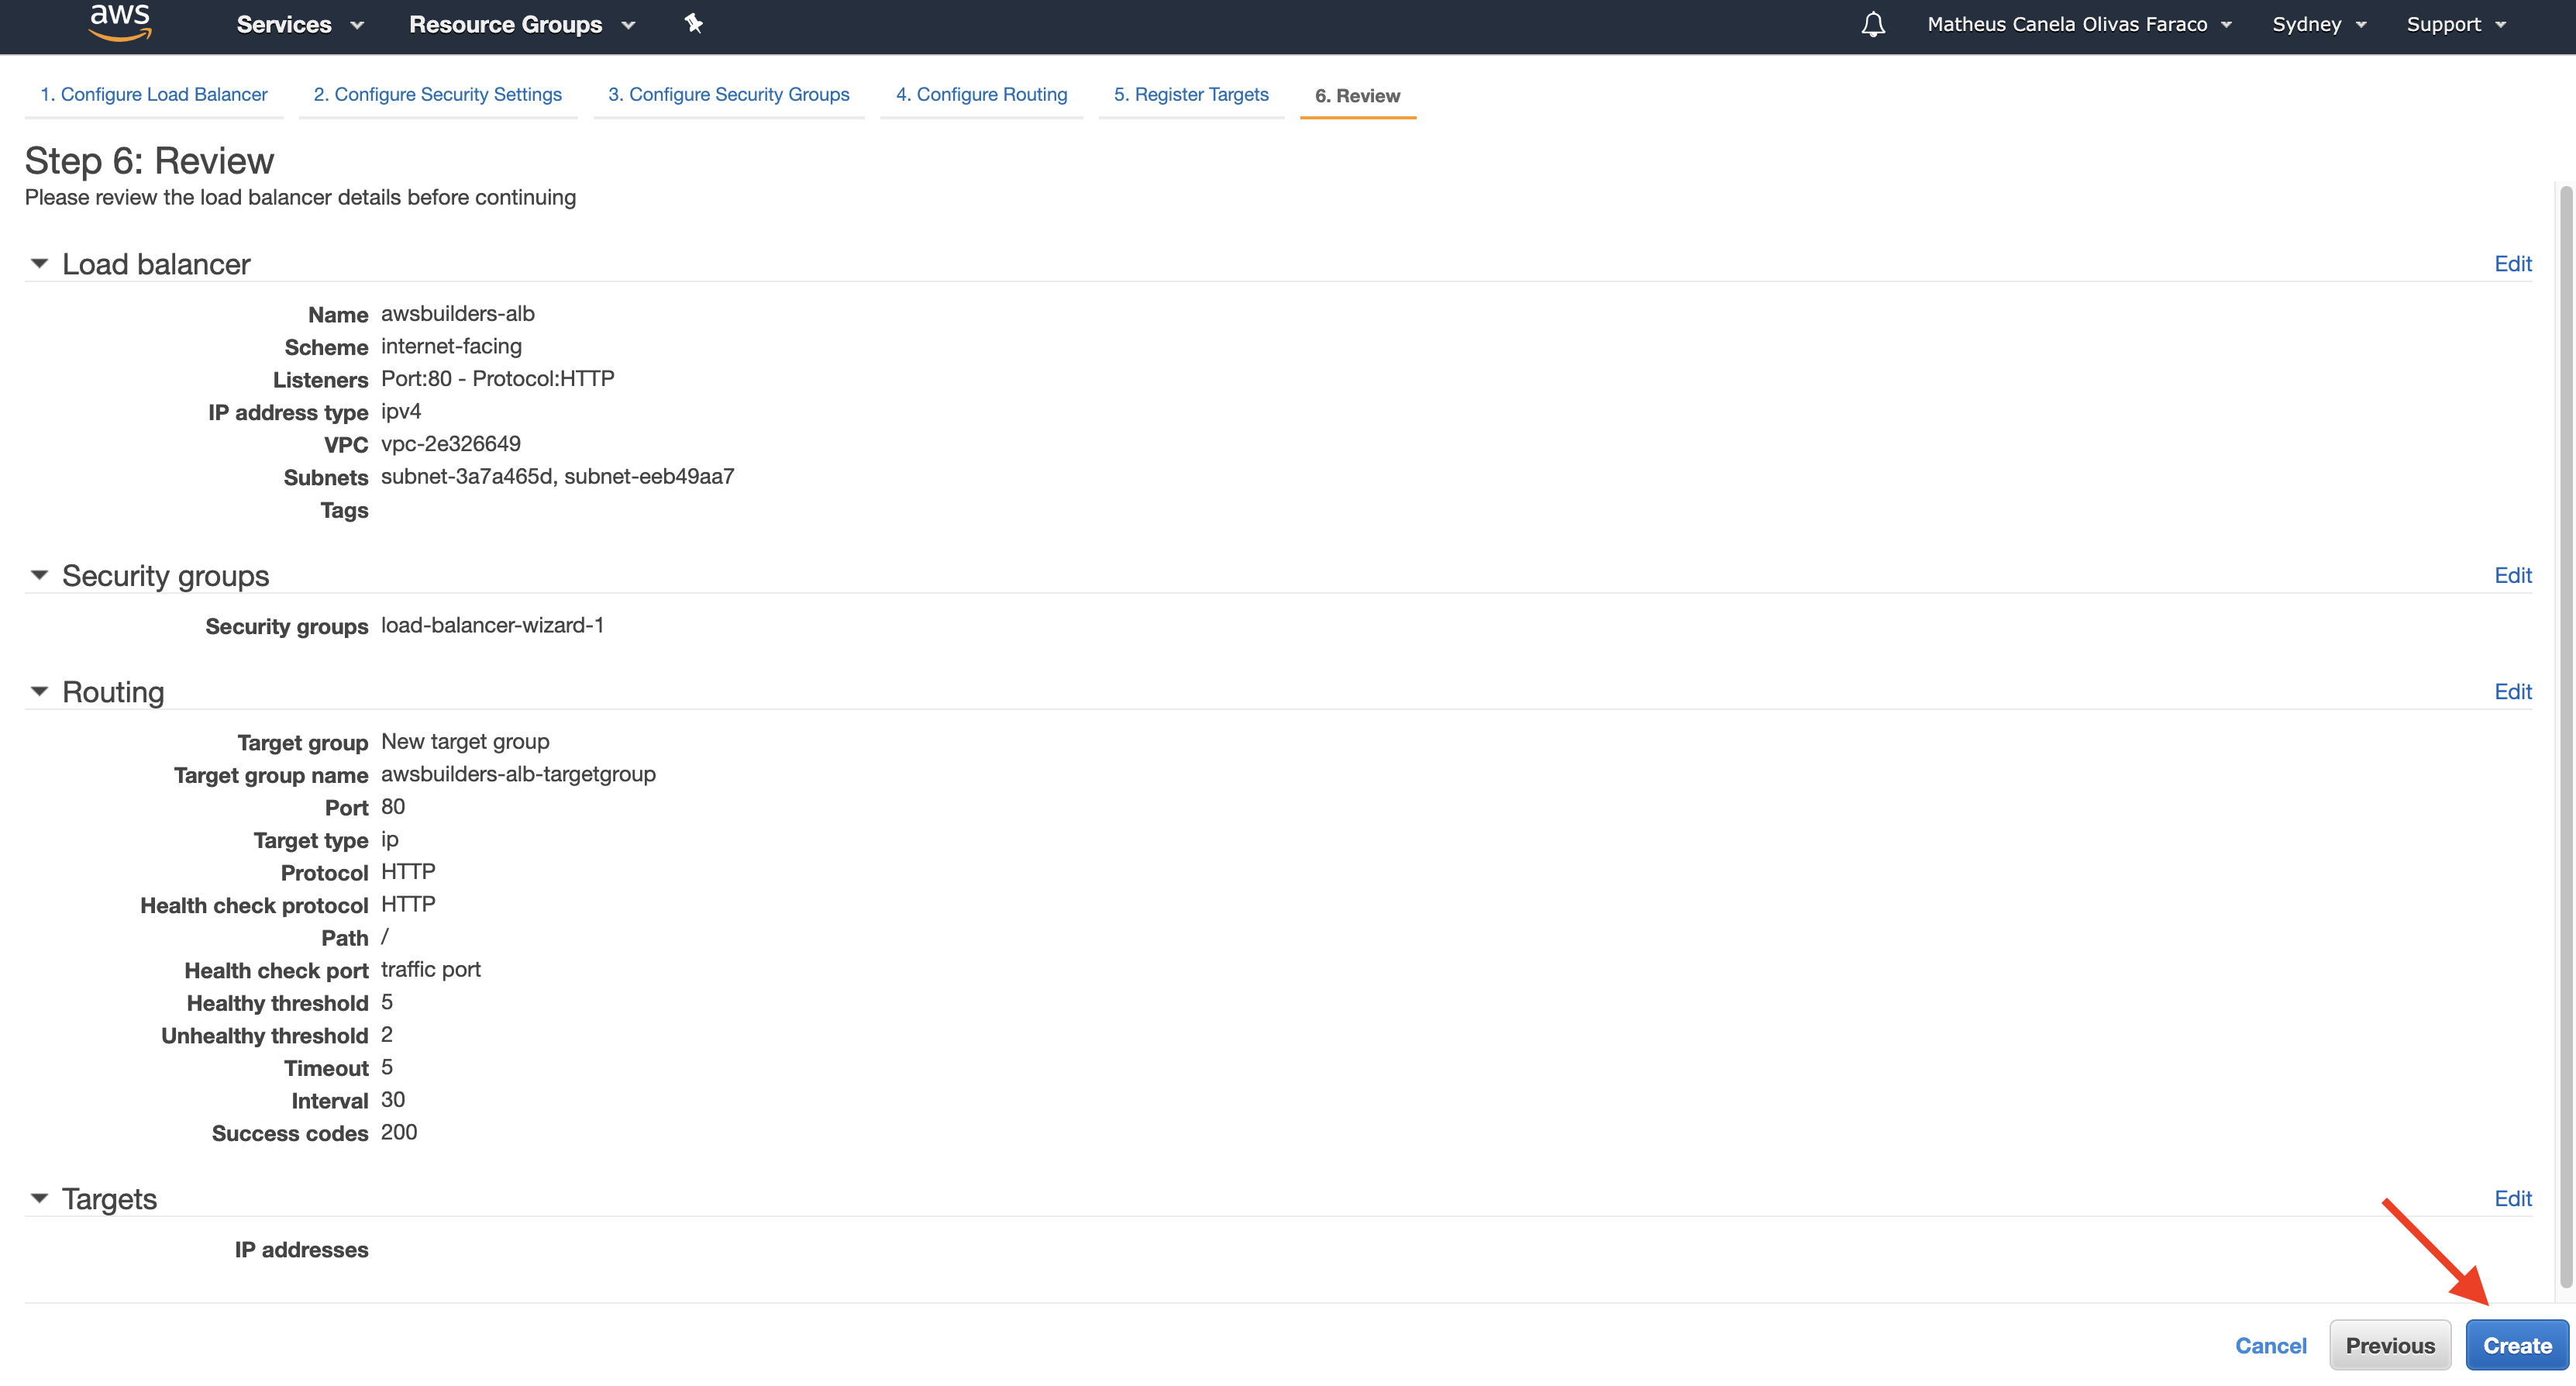 aws Services Resource Groups Matheus Canela Olivas Faraco Sydney Support
1. Configure Load Balancer 2. Configure Security Settings 3. Configure Security Groups 4. Configure Routing 5. Register Targets 6. Review
Step 6: Review
Please review the load balancer details before continuing
Load balancer Edit
Name awsbuilders-alb
Scheme internet-facing
Listeners Port:80 - Protocol:HTTP
IP address type ipv4
VPC vpc-2e326649
Subnets subnet-3a7a465d, subnet-eeb49aa7
Tags
Security groups Edit
Security groups load-balancer-wizard-1
Routing Edit
Target group New target group
Target group name awsbuilders-alb-targetgroup
Port 80
Target type ip
Protocol HTTP
Health check protocol HTTP
Path /
Health check port traffic port
Healthy threshold 5
Unhealthy threshold 2
Timeout 5
Interval 30
Success codes 200
Targets Edit
IP addresses
Cancel Previous Create